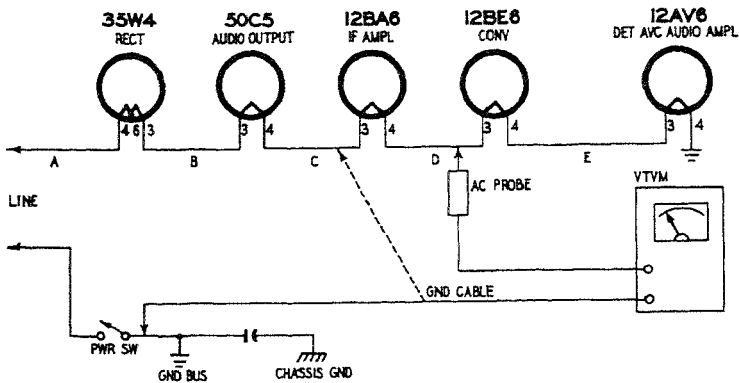 35W4 50C5 12BA6 12BE6 12AV6
RECT AUDIO OUTPUT IF AMPL CONV DET AVC AUDIO AMPL
4 6 3 3 4 3 4 3 4 3 4
A B C D E
LINE
AC PROBE
VTVM
GND CABLE
PWR SW
GND BUS
CHASSIS GND